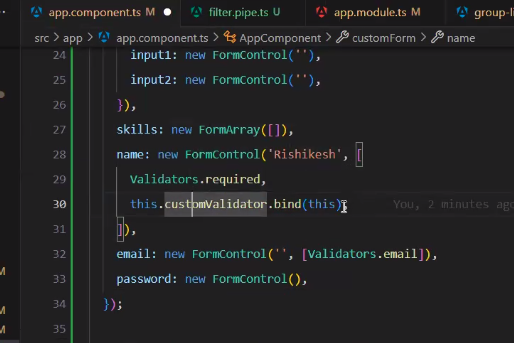 app.component.ts M
filter.pipe.ts U
app.module.ts M
group-li
src > app > app.component.ts > AppComponent > customForm > name
24 input1: new FormControl(''),
25 input2: new FormControl(''),
26 }),
27 skills: new FormArray([]),
28 name: new FormControl('Rishikesh', [
29 Validators.required,
30 this.customValidator.bind(this), You, 2 minutes ago
31 ]),
32 email: new FormControl('', [Validators.email]),
33 password: new FormControl(),
34 });
35